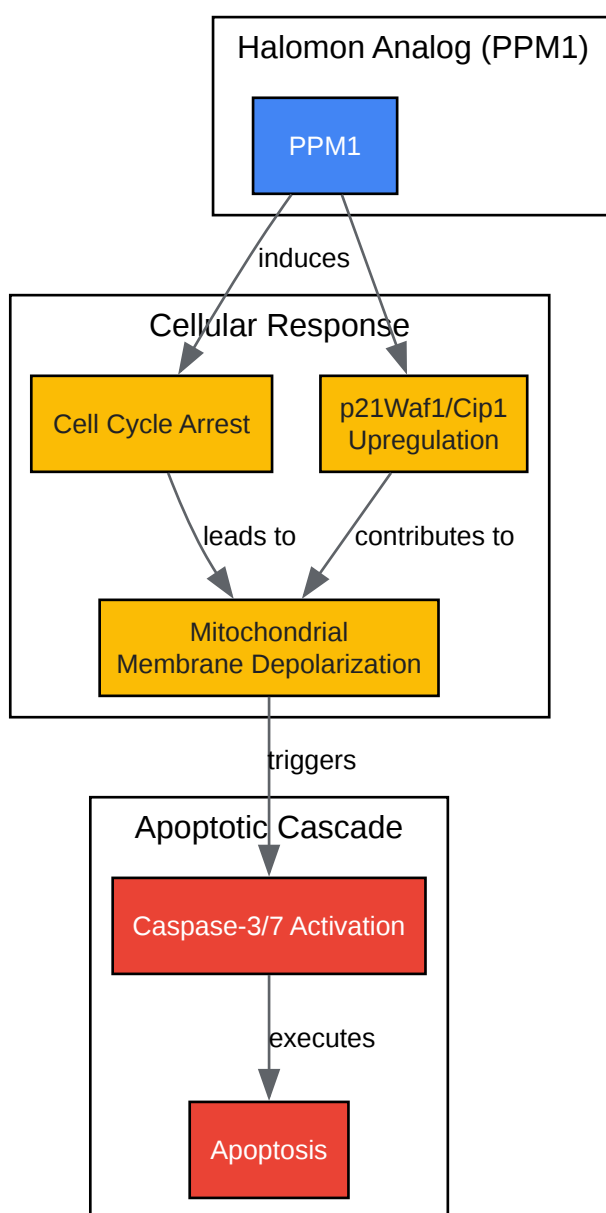 Halomon Analog (PPM1)
PPM1
induces
Cellular Response
Cell Cycle Arrest
p21Waf1/Cip1
Upregulation
leads to
contributes to
Mitochondrial
Membrane Depolarization
triggers
Apoptotic Cascade
Caspase-3/7 Activation
executes
Apoptosis